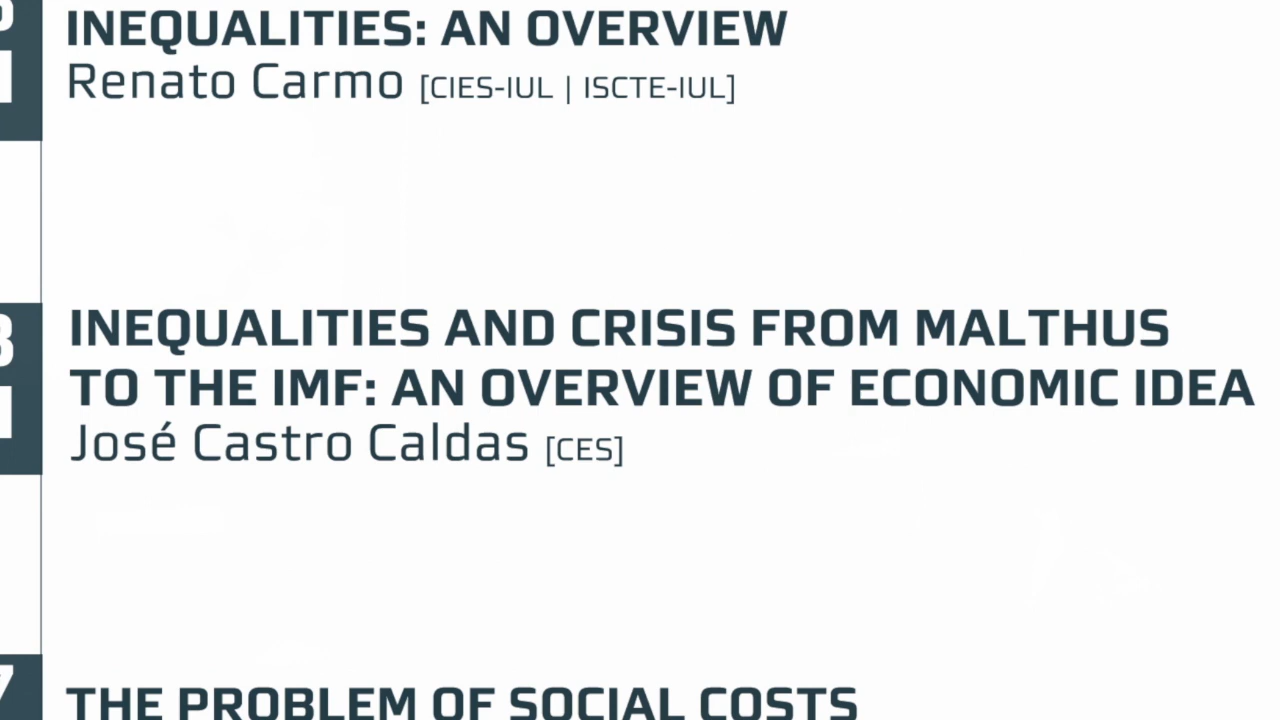 INEQUALITIES: AN OVERVIEW
Renato Carmo [CIES-IUL | ISCTE-IUL]
INEQUALITIES AND CRISIS FROM MALTHUS
TO THE IMF: AN OVERVIEW OF ECONOMIC IDEA
José Castro Caldas [CES]
THE PROBLEM OF SOCIAL COSTS